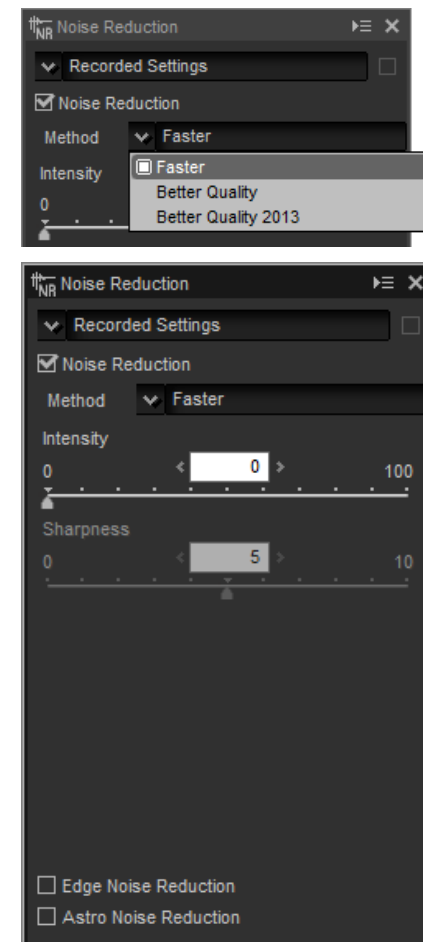 NR Noise Reduction
Recorded Settings
Noise Reduction
Method Faster
Faster
Intensity
Better Quality
0
Better Quality 2013
NR Noise Reduction
Recorded Settings
Noise Reduction
Method Faster
Intensity
0 0 100
Sharpness
0 5 10
Edge Noise Reduction
Astro Noise Reduction